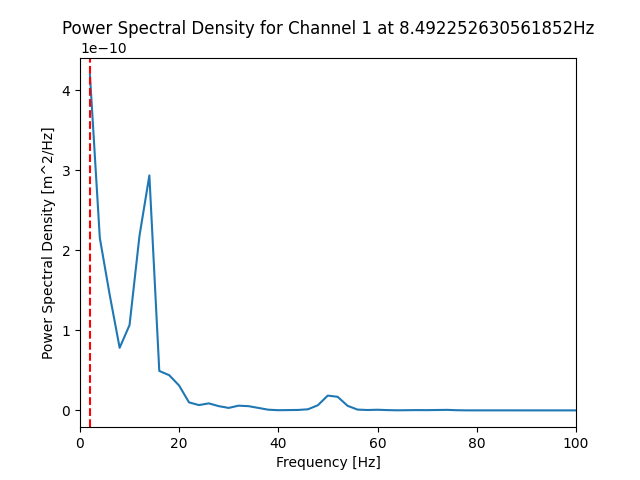 Power Spectral Density for Channel 1 at 8.492252630561852Hz
1e−10
4
3
2
1
0
Power Spectral Density [m^2/Hz]
0 20 40 60 80 100
Frequency [Hz]